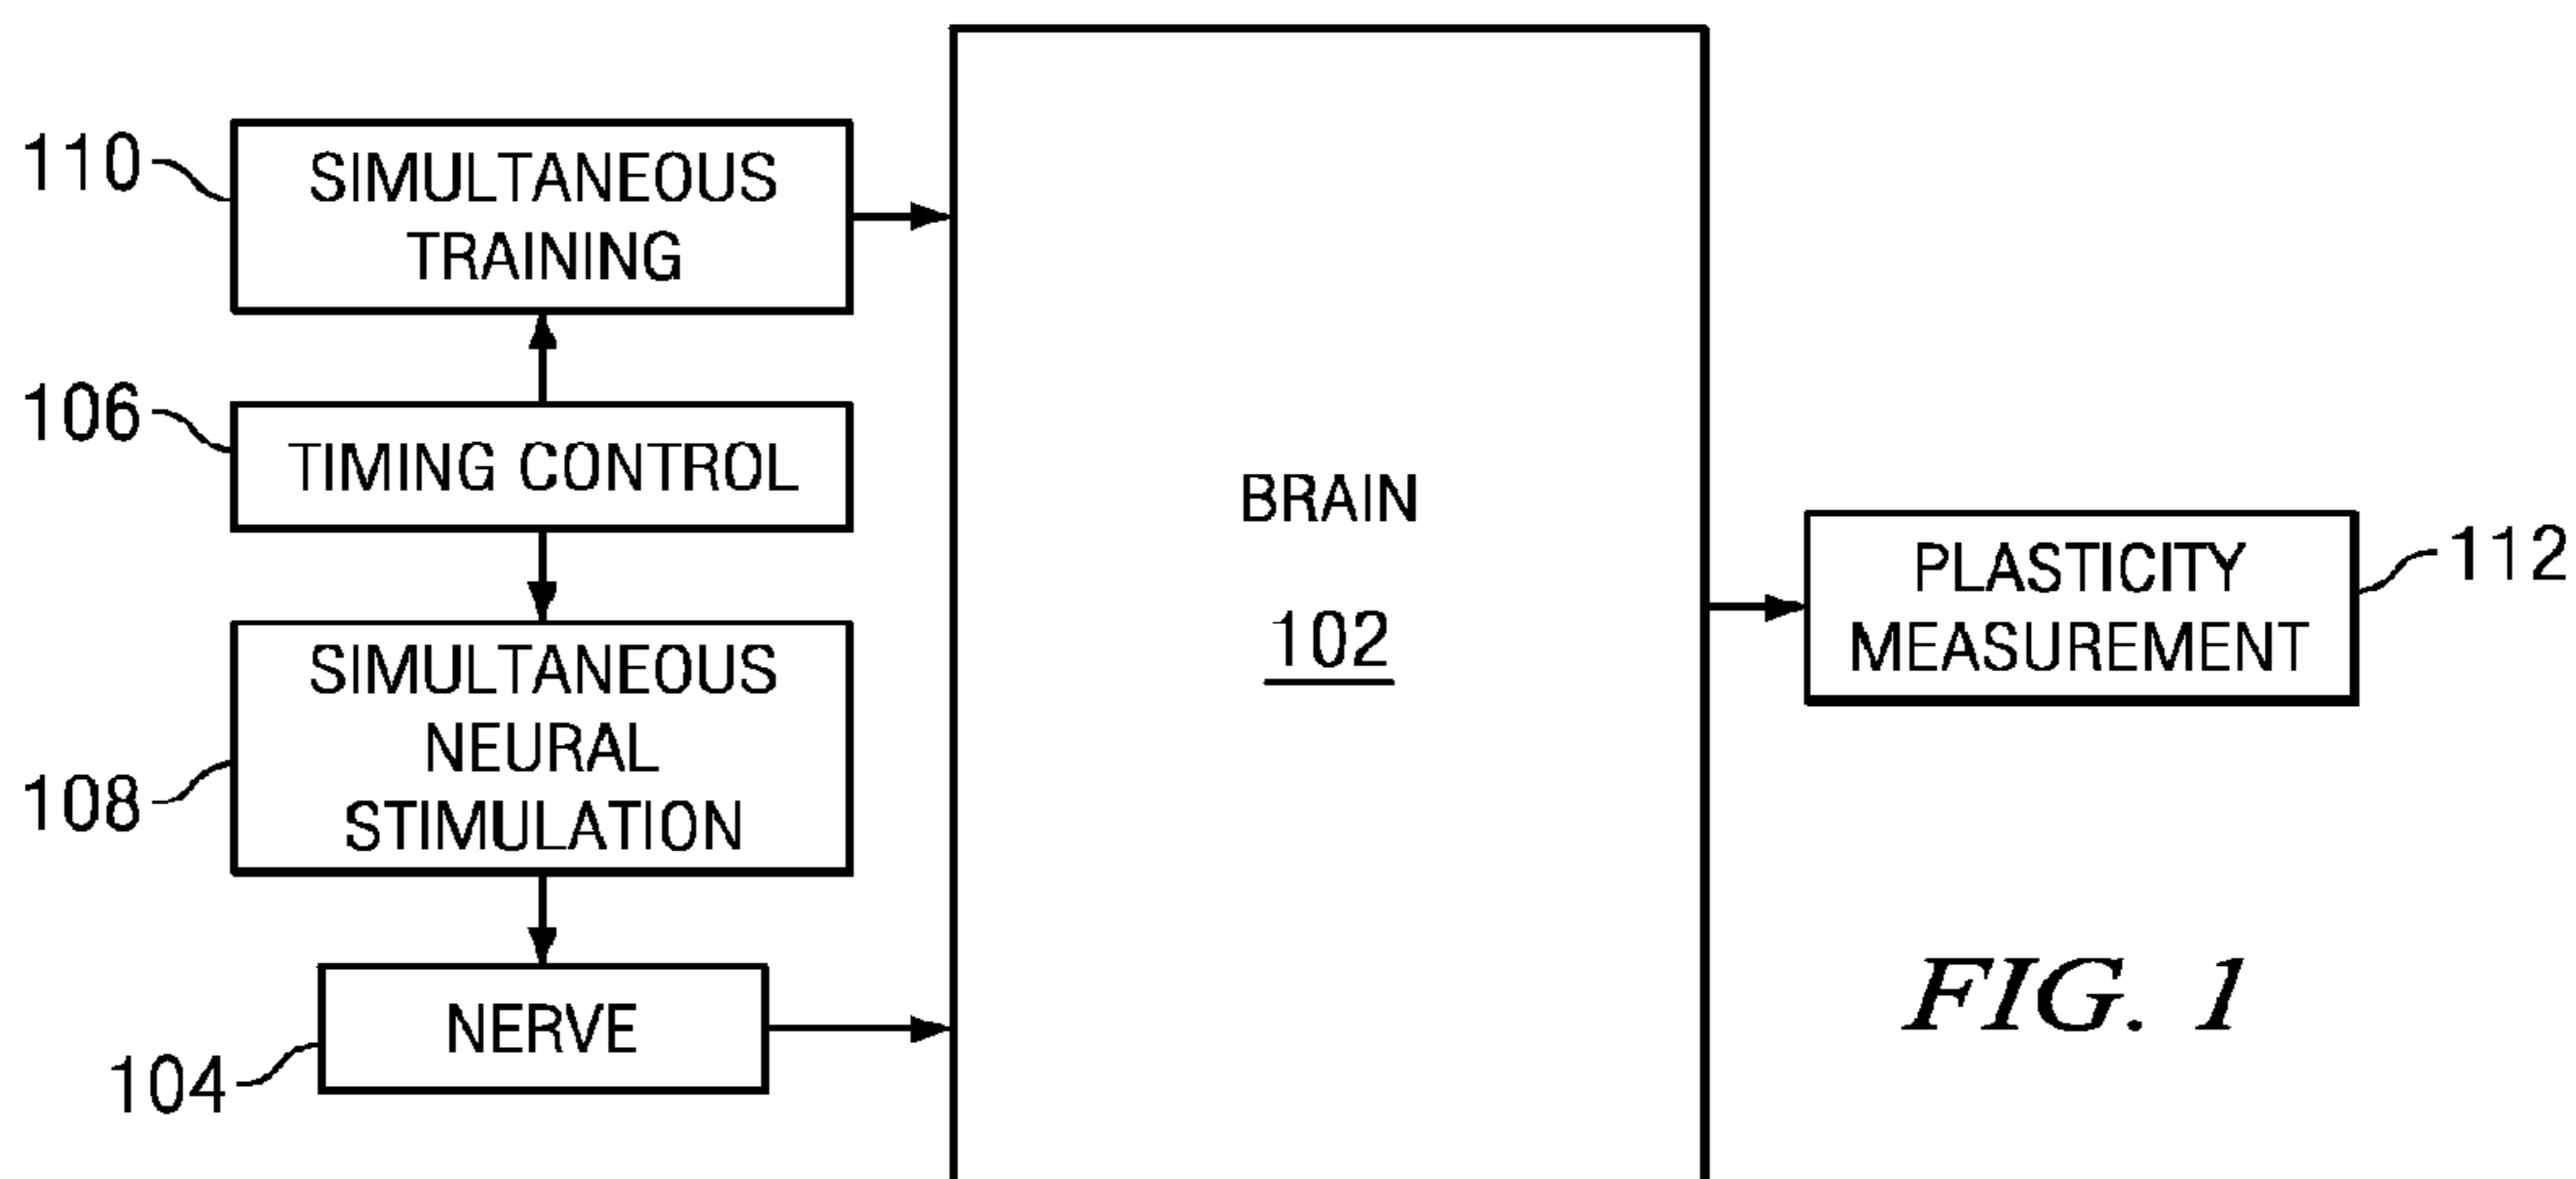 110
SIMULTANEOUS
TRAINING
106
TIMING CONTROL
108
SIMULTANEOUS
NEURAL
STIMULATION
104
NERVE
BRAIN
102
PLASTICITY
MEASUREMENT
112
FIG. 1